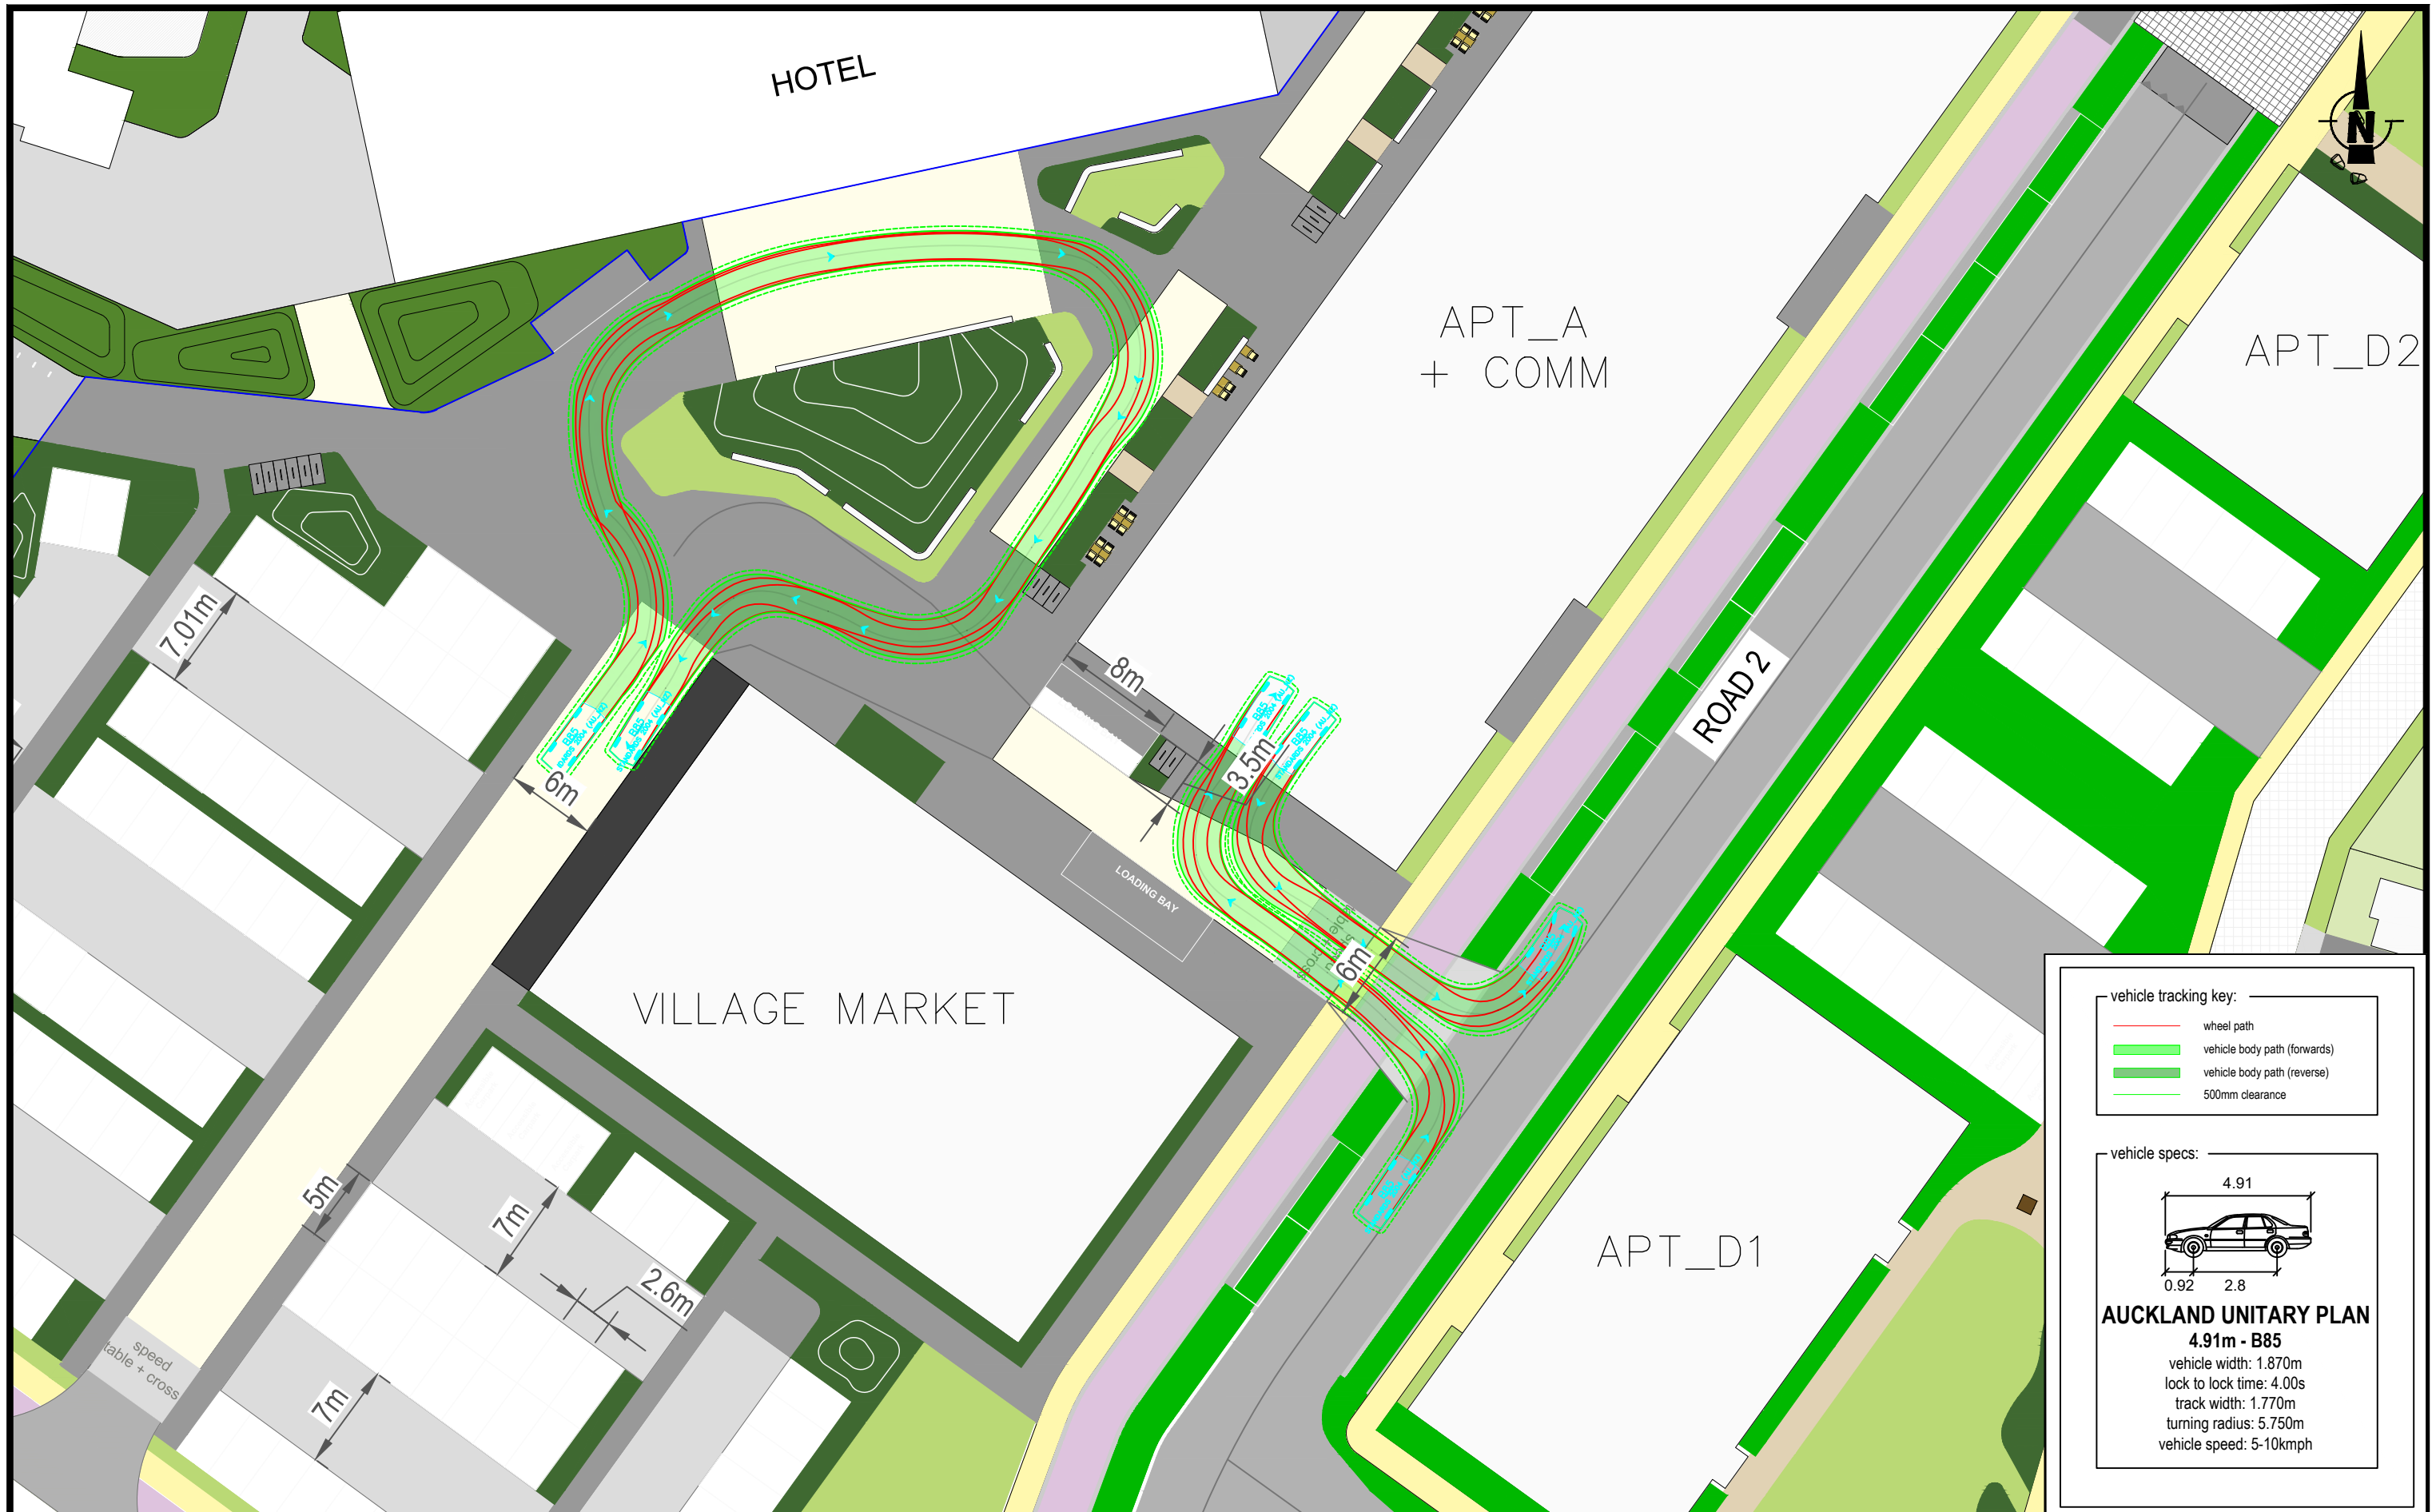 HOTEL
N
APT_A
+ COMM
APT_D2
7.01m
8m
ROAD 2
B85
B85
B85
B85
3.5m
6m
LOADING BAY
6m
VILLAGE MARKET
5m
7m
2.6m
APT_D1
speed
table + cross
7m
vehicle tracking key:
wheel path
vehicle body path (forwards)
vehicle body path (reverse)
500mm clearance
vehicle specs:
4.91
0.92
2.8
AUCKLAND UNITARY PLAN
4.91m - B85
vehicle width: 1.870m
lock to lock time: 4.00s
track width: 1.770m
turning radius: 5.750m
vehicle speed: 5-10kmph